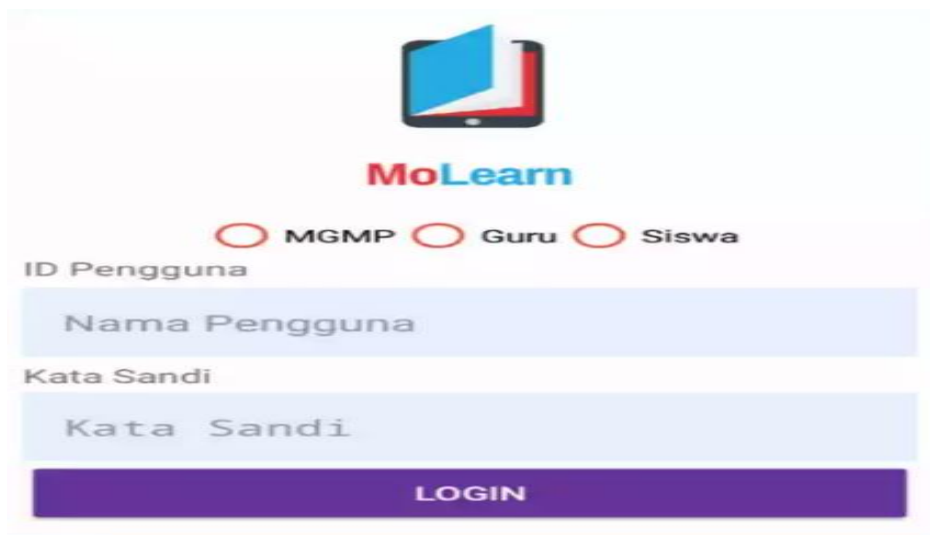 MoLearn
MGMP Guru Siswa
ID Pengguna
Nama Pengguna
Kata Sandi
Kata Sandi
LOGIN